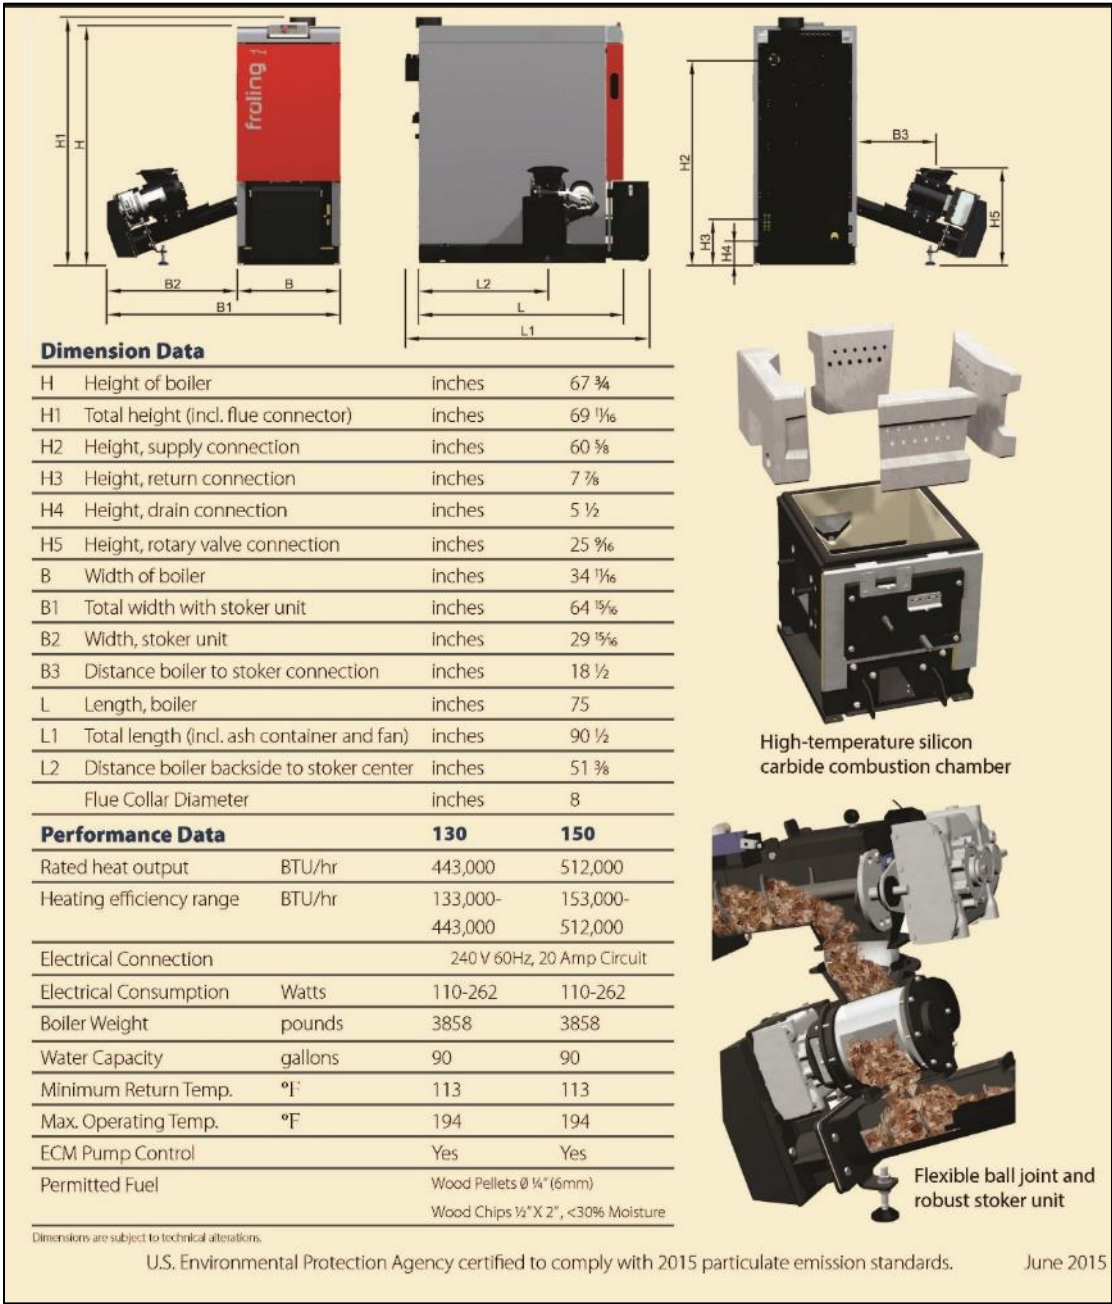 froling
H1
H
B2
B
B1
L2
L
L1
H2
H3
H4
B3
H5
Dimension Data
H Height of boiler inches 67 ¾
H1 Total height (incl. flue connector) inches 69 ¹¹⁄₁₆
H2 Height, supply connection inches 60 ⅝
H3 Height, return connection inches 7 ⅞
H4 Height, drain connection inches 5 ½
H5 Height, rotary valve connection inches 25 ⁹⁄₁₆
B Width of boiler inches 34 ¹¹⁄₁₆
B1 Total width with stoker unit inches 64 ¹⁵⁄₁₆
B2 Width, stoker unit inches 29 ¹⁵⁄₁₆
B3 Distance boiler to stoker connection inches 18 ½
L Length, boiler inches 75
L1 Total length (incl. ash container and fan) inches 90 ½
L2 Distance boiler backside to stoker center inches 51 ⅜
Flue Collar Diameter inches 8
Performance Data 130 150
Rated heat output BTU/hr 443,000 512,000
Heating efficiency range BTU/hr 133,000- 153,000-
443,000 512,000
Electrical Connection 240 V 60Hz, 20 Amp Circuit
Electrical Consumption Watts 110-262 110-262
Boiler Weight pounds 3858 3858
Water Capacity gallons 90 90
Minimum Return Temp. °F 113 113
Max. Operating Temp. °F 194 194
ECM Pump Control Yes Yes
Permitted Fuel Wood Pellets Ø ¼" (6mm)
Wood Chips ½" X 2", <30% Moisture
Dimensions are subject to technical alterations.
High-temperature silicon
carbide combustion chamber
Flexible ball joint and
robust stoker unit
U.S. Environmental Protection Agency certified to comply with 2015 particulate emission standards. June 2015